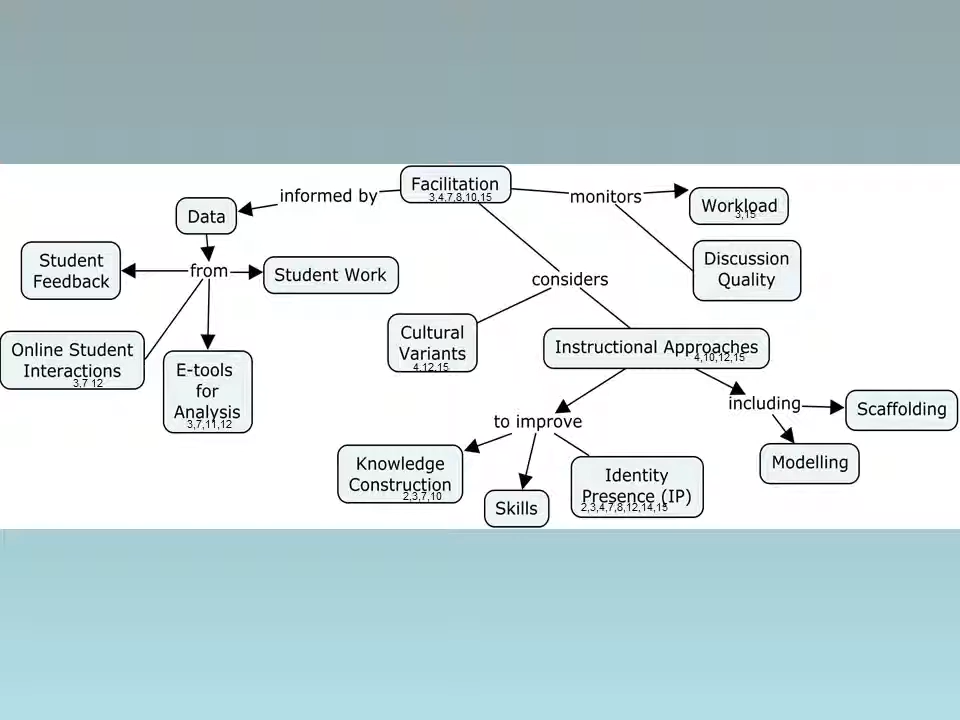 Facilitation
3,4,7,8,10,15
informed by
monitors
Workload
3,15
Data
Discussion
Quality
Student
Feedback
from
Student Work
considers
Cultural
Variants
4,12,15
Instructional Approaches
4,10,12,15
Online Student
Interactions
3,7 12
E-tools
for
Analysis
3,7,11,12
to improve
including
Scaffolding
Modelling
Knowledge
Construction
2,3,7,10
Skills
Identity
Presence (IP)
2,3,4,7,8,12,14,15